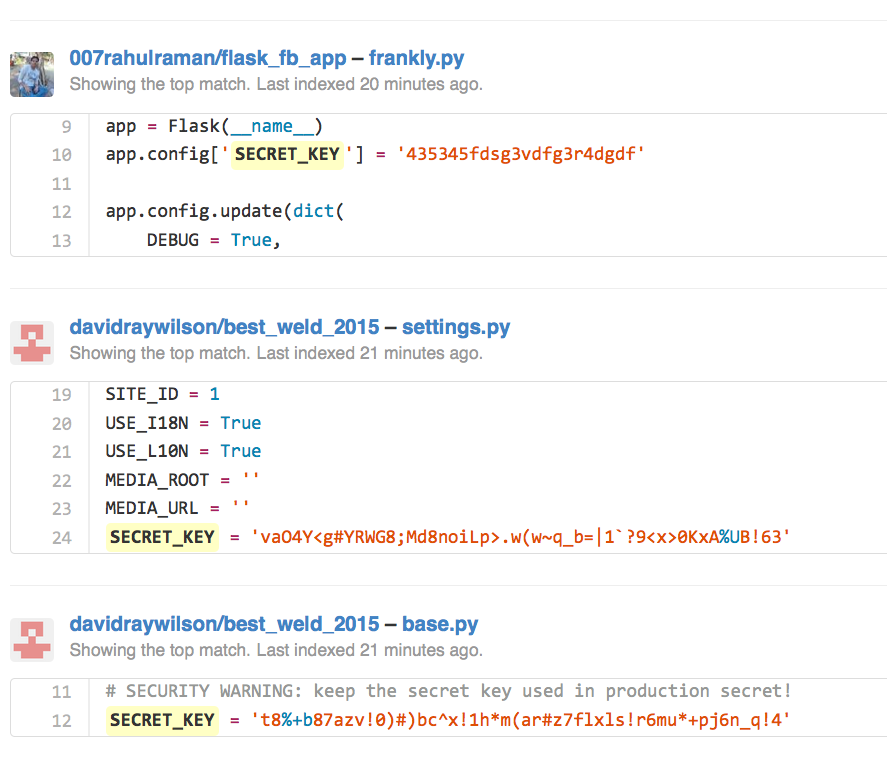 007rahulraman/flask_fb_app – frankly.py
Showing the top match. Last indexed 20 minutes ago.
9 app = Flask(__name__)
10 app.config['SECRET_KEY'] = '435345fdsg3vdfg3r4dgdf'
11
12 app.config.update(dict(
13 DEBUG = True,
davidraywilson/best_weld_2015 – settings.py
Showing the top match. Last indexed 21 minutes ago.
19 SITE_ID = 1
20 USE_I18N = True
21 USE_L10N = True
22 MEDIA_ROOT = ''
23 MEDIA_URL = ''
24 SECRET_KEY = 'vaO4Y<g#YRWG8;Md8noiLp>.w(w~q_b=|1`?9<x>0KxA%UB!63'
davidraywilson/best_weld_2015 – base.py
Showing the top match. Last indexed 21 minutes ago.
11 # SECURITY WARNING: keep the secret key used in production secret!
12 SECRET_KEY = 't8%+b87azv!0)#)bc^x!1h*m(ar#z7flxls!r6mu*+pj6n_q!4'